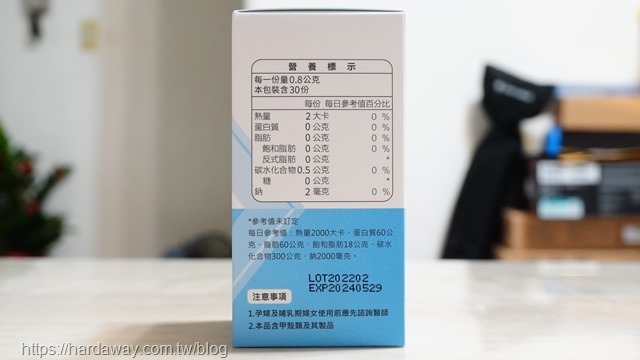 營養標示
每一份量0.8公克
本包裝含30份
每份 每日參考值百分比
熱量 2大卡 0 %
蛋白質 0 公克 0 %
脂肪 0 公克 0 %
飽和脂肪 0 公克 0 %
反式脂肪 0 公克 *
碳水化合物 0.5 公克 0 %
糖 0 公克 *
鈉 2 毫克 0 %
*參考值未訂定
每日參考值：熱量2000大卡、蛋白質60公
克、脂肪60公克、飽和脂肪18公克、碳水
化合物300公克、鈉2000毫克。
LOT202202
EXP20240529
注意事項
1.孕婦及哺乳期婦女使用前應先諮詢醫師
2.本品含甲殼類及其製品
https://hardaway.com.tw/blog